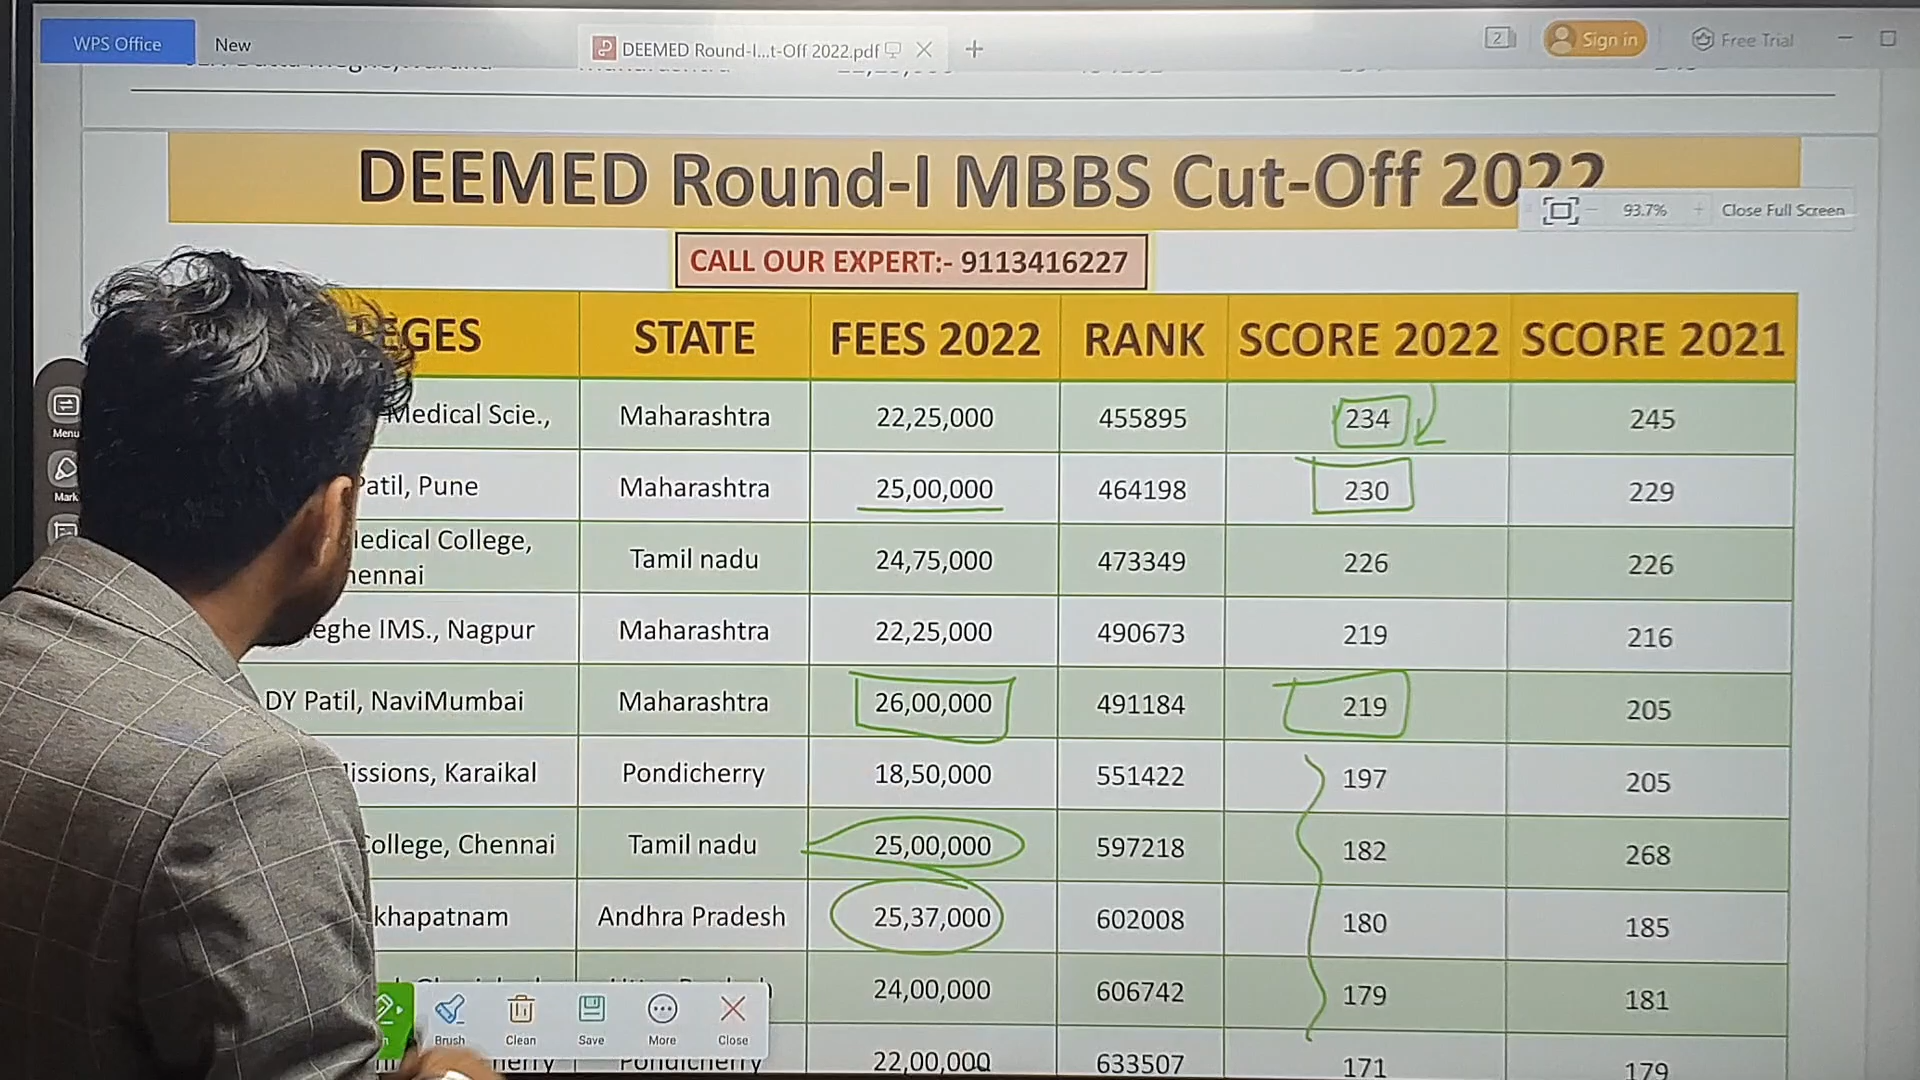 WPS Office New DEEMED Round-I...t-Off 2022.pdf 2 Sign in Free Trial
DEEMED Round-I MBBS Cut-Off 2022
93.7% Close Full Screen
CALL OUR EXPERT:- 9113416227
EGES STATE FEES 2022 RANK SCORE 2022 SCORE 2021
Medical Scie., Maharashtra 22,25,000 455895 234 245
Menu
Patil, Pune Maharashtra 25,00,000 464198 230 229
Mark
edical College,
ennai Tamil nadu 24,75,000 473349 226 226
eghe IMS., Nagpur Maharashtra 22,25,000 490673 219 216
DY Patil, NaviMumbai Maharashtra 26,00,000 491184 219 205
issions, Karaikal Pondicherry 18,50,000 551422 197 205
College, Chennai Tamil nadu 25,00,000 597218 182 268
khapatnam Andhra Pradesh 25,37,000 602008 180 185
24,00,000 606742 179 181
Brush Clean Save More Close
herry Pondicherry 22,00,000 633507 171 179